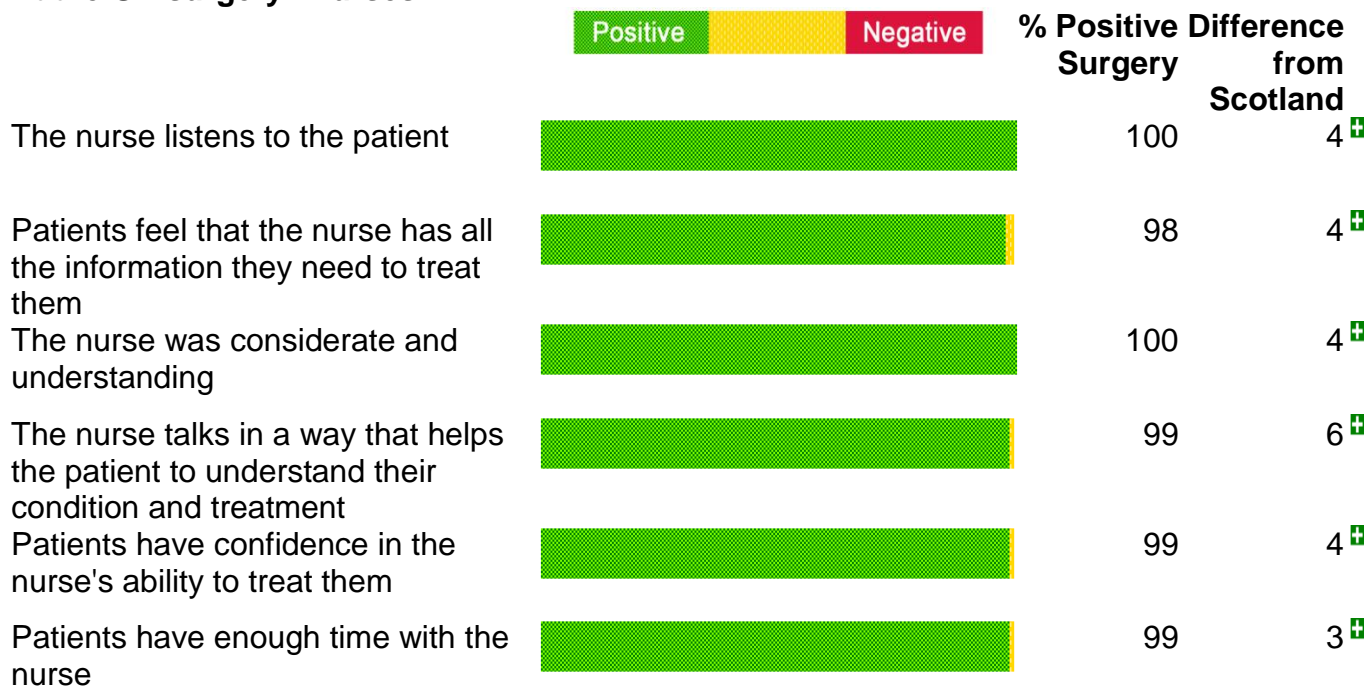 Positive Negative % Positive Difference
Surgery from
Scotland
The nurse listens to the patient 100 4 +
Patients feel that the nurse has all 98 4 +
the information they need to treat
them
The nurse was considerate and 100 4 +
understanding
The nurse talks in a way that helps 99 6 +
the patient to understand their
condition and treatment
Patients have confidence in the 99 4 +
nurse's ability to treat them
Patients have enough time with the 99 3 +
nurse